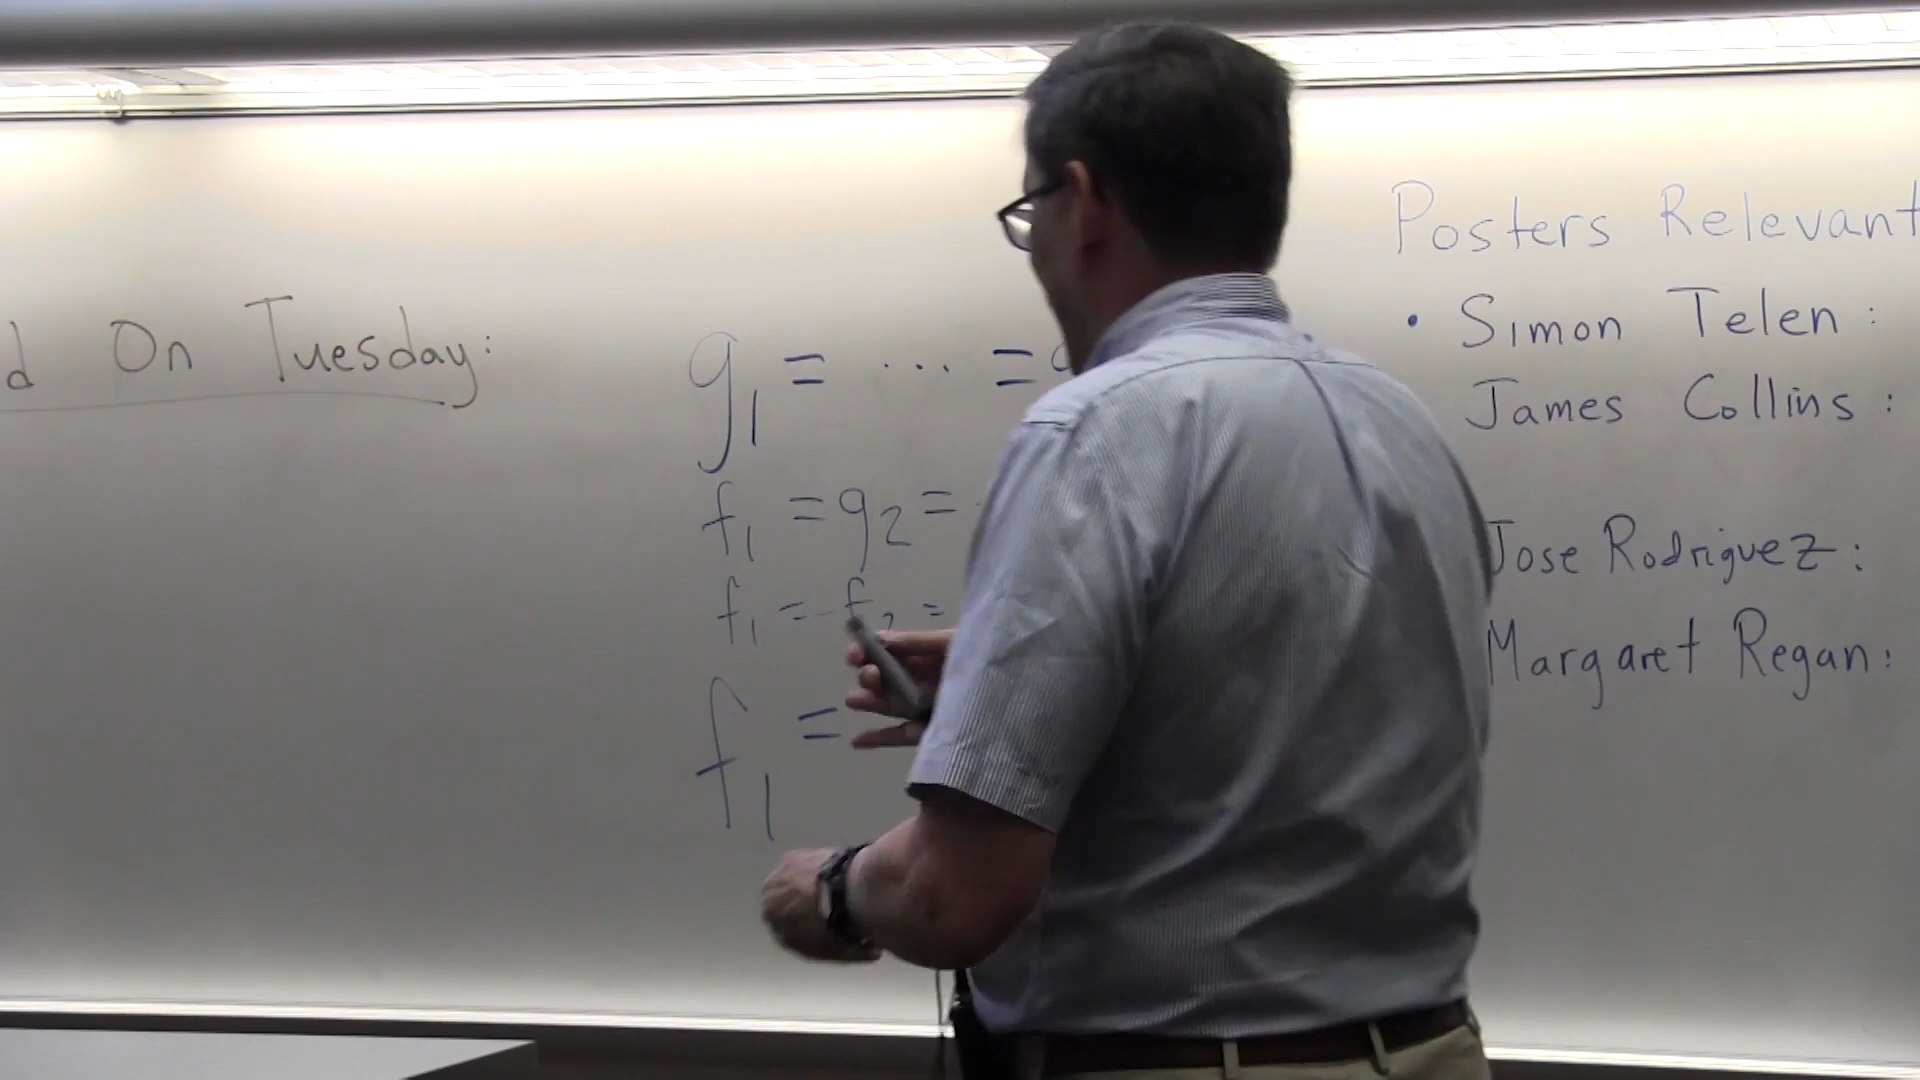 d On Tuesday:
g₁ = ... =
f₁ = g₂ =
f₁ = f₂ =
f₁ =
Posters Relevant
• Simon Telen:
James Collins:
Jose Rodriguez:
Margaret Regan: